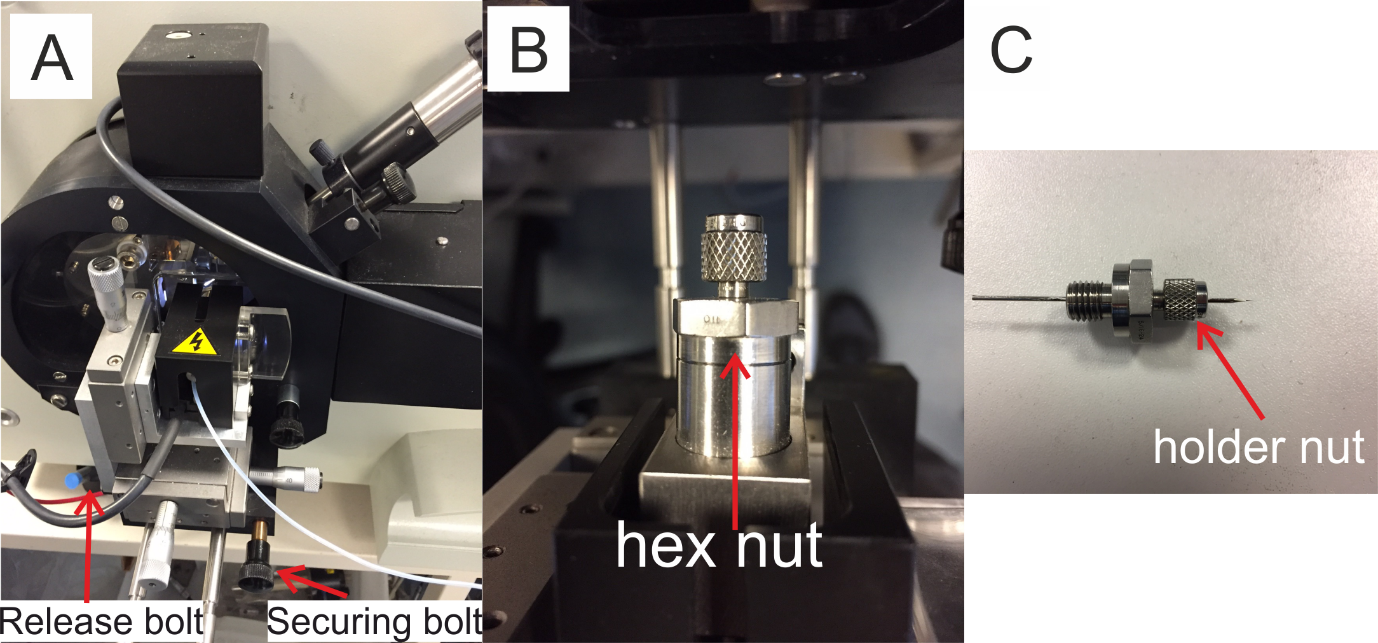 A
B
C
hex nut
holder nut
Release bolt
Securing bolt